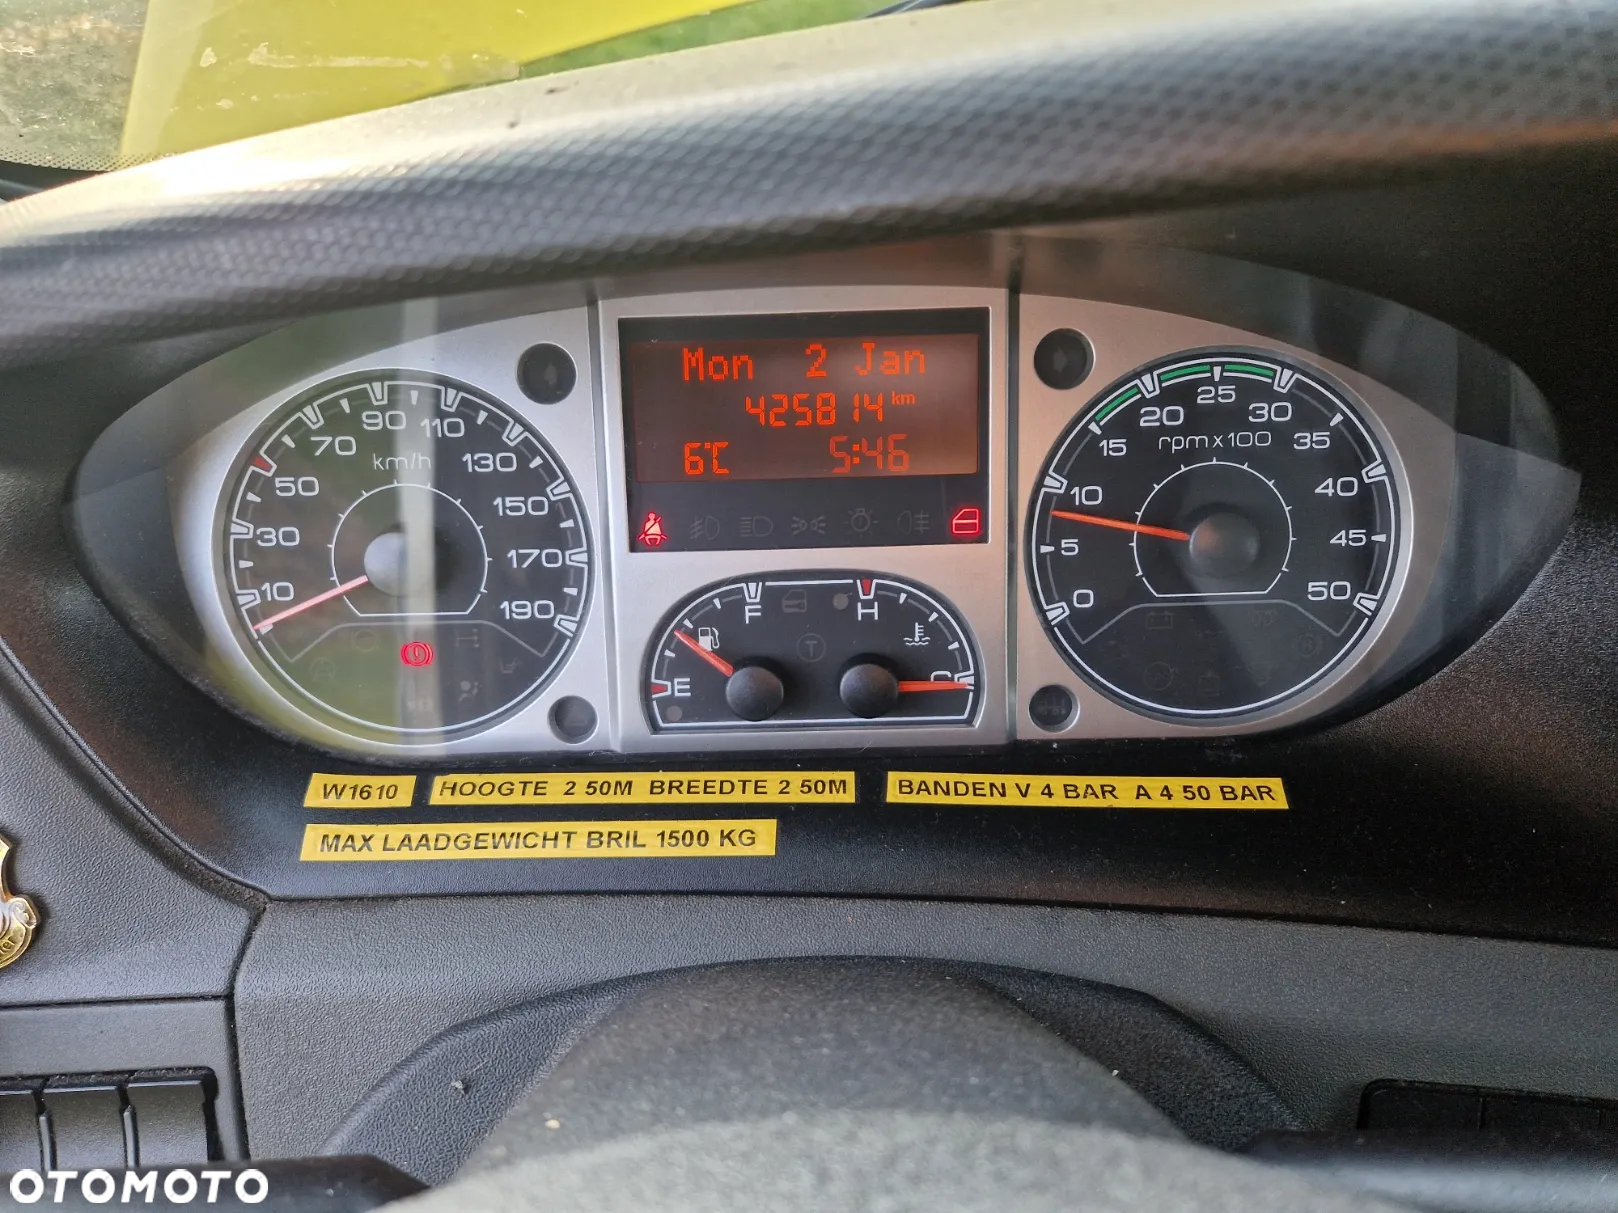 Mon 2 Jan
425814 km
6°C 5:46
10 30 50 70 90 110 130 150 170 190
km/h
F
E
H
C
T
0 5 10 15 20 25 30 35 40 45 50
rpm x 100
W1610
HOOGTE 2 50M BREEDTE 2 50M
BANDEN V 4 BAR A 4 50 BAR
MAX LAADGEWICHT BRIL 1500 KG
OTOMOTO